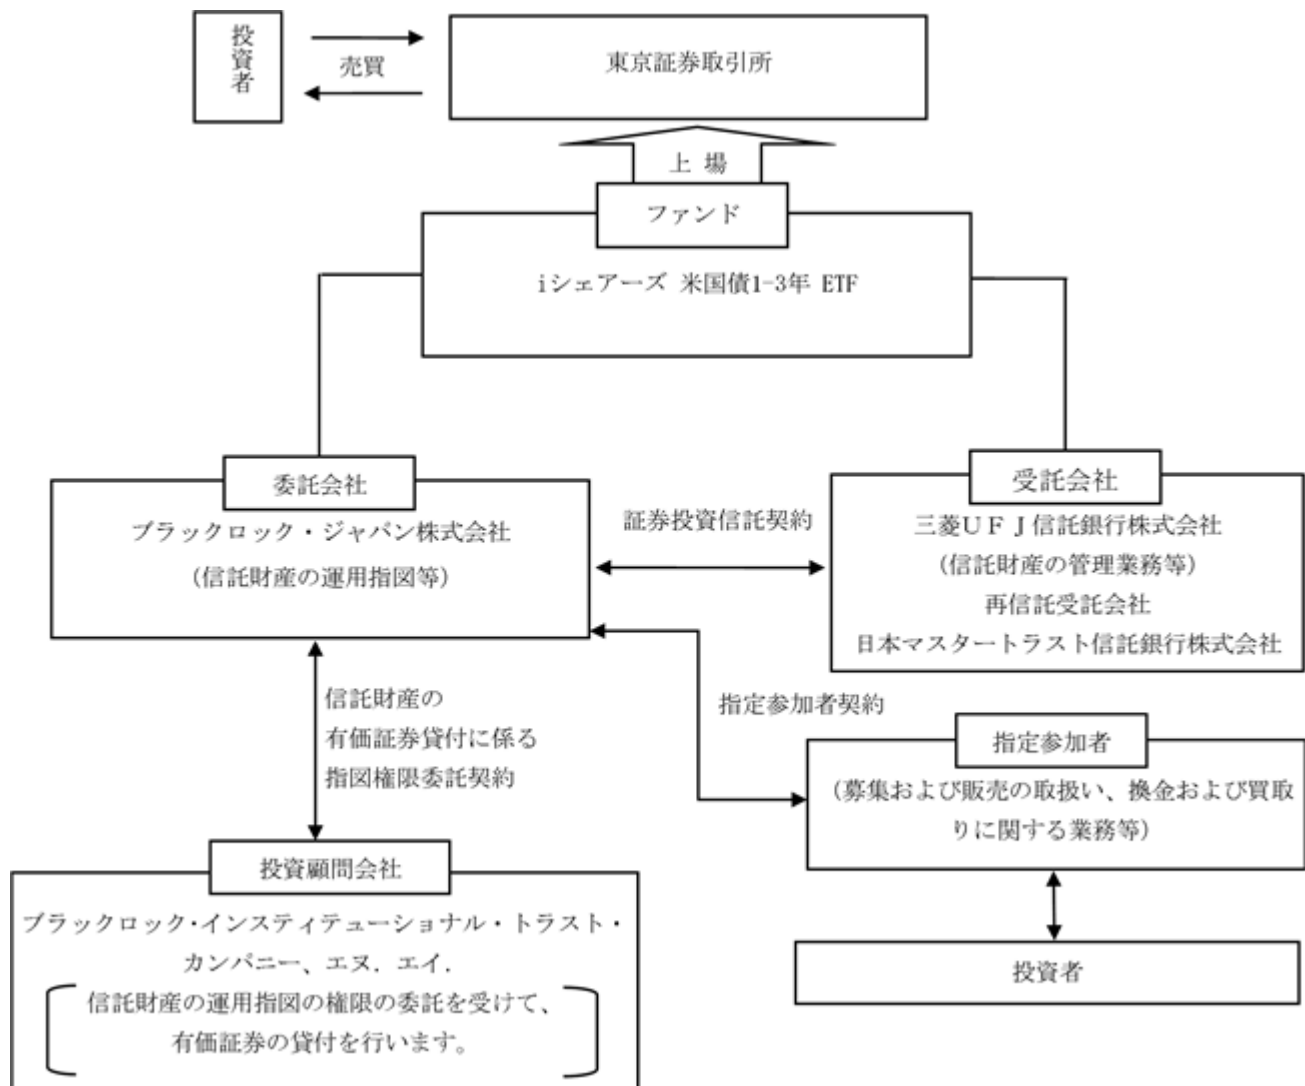 投資者
売買
東京証券取引所
上 場
ファンド
iシェアーズ 米国債1-3年 ETF
委託会社
ブラックロック・ジャパン株式会社
(信託財産の運用指図等)
証券投資信託契約
受託会社
三菱ＵＦＪ信託銀行株式会社
(信託財産の管理業務等)
再信託受託会社
日本マスタートラスト信託銀行株式会社
信託財産の
有価証券貸付に係る
指図権限委託契約
指定参加者契約
指定参加者
(募集および販売の取扱い、換金および買取
りに関する業務等)
投資顧問会社
ブラックロック・インスティテューショナル・トラスト・
カンパニー、エヌ．エイ．
信託財産の運用指図の権限の委託を受けて、
有価証券の貸付を行います。
投資者